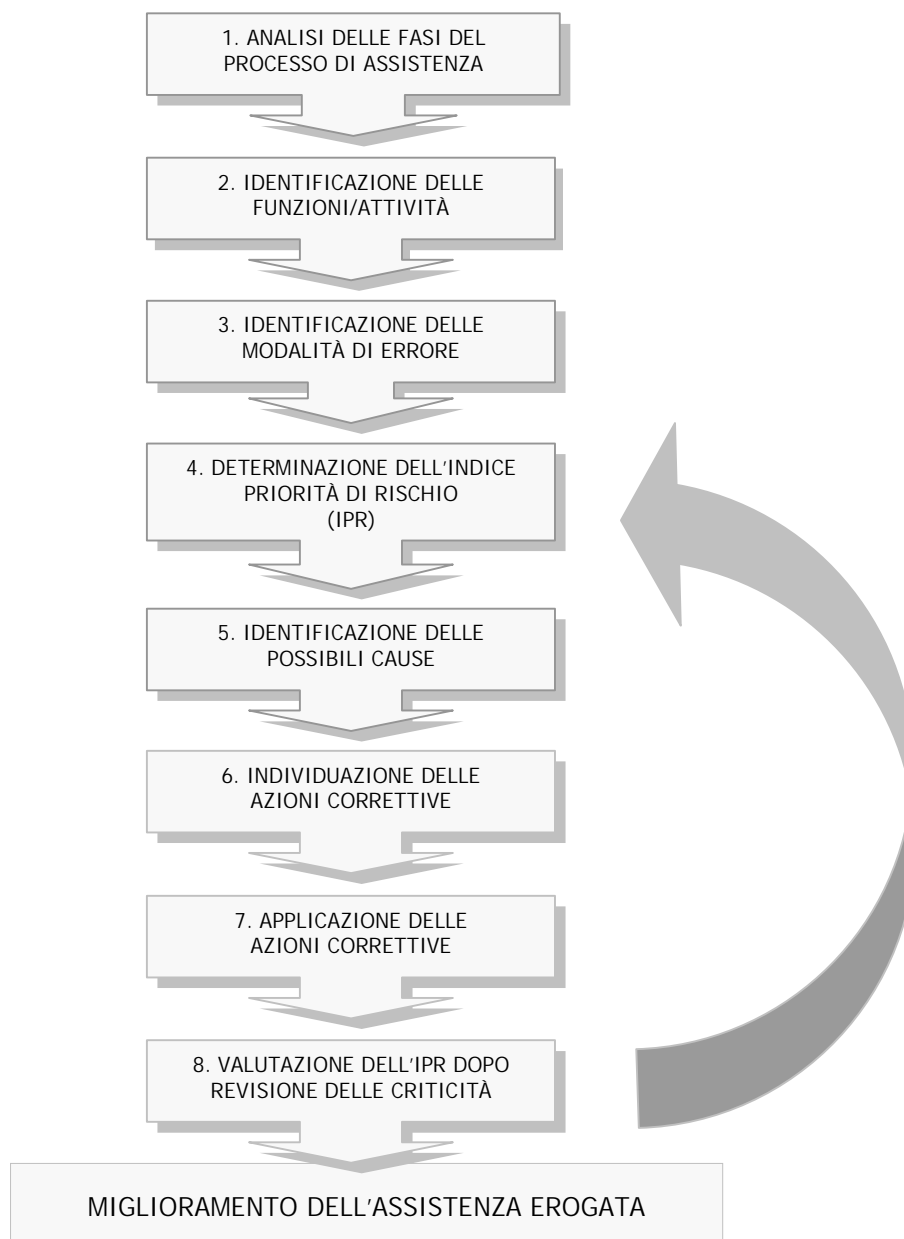 1. ANALISI DELLE FASI DEL
PROCESSO DI ASSISTENZA
2. IDENTIFICAZIONE DELLE
FUNZIONI/ATTIVITÀ
3. IDENTIFICAZIONE DELLE
MODALITÀ DI ERRORE
4. DETERMINAZIONE DELL'INDICE
PRIORITÀ DI RISCHIO
(IPR)
5. IDENTIFICAZIONE DELLE
POSSIBILI CAUSE
6. INDIVIDUAZIONE DELLE
AZIONI CORRETTIVE
7. APPLICAZIONE DELLE
AZIONI CORRETTIVE
8. VALUTAZIONE DELL'IPR DOPO
REVISIONE DELLE CRITICITÀ
MIGLIORAMENTO DELL'ASSISTENZA EROGATA